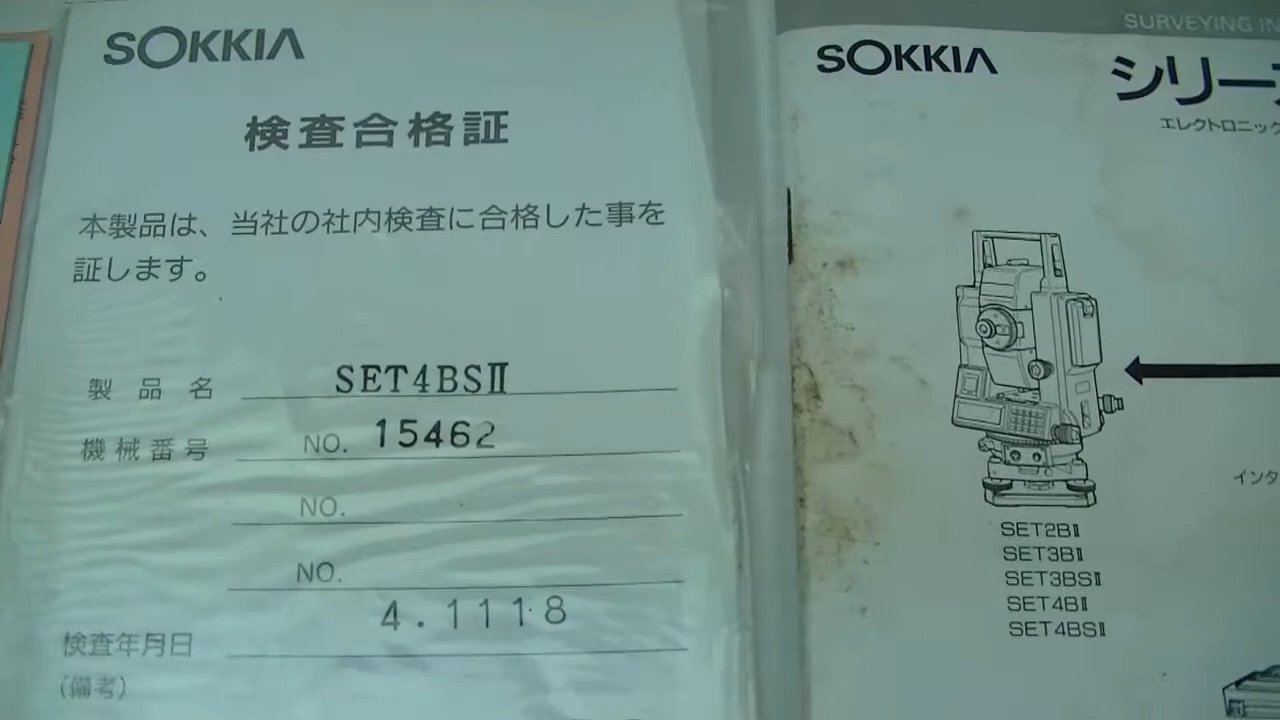 SOKKIA
検査合格証
本製品は、当社の社内検査に合格した事を
証します。
製品名 SET4BSⅡ
機械番号 NO. 15462
NO.
NO.
検査年月日 4.11.18
(備考)
SURVEYING IN
SOKKIA
シリー
エレクトロニック
インタ
SET2BⅡ
SET3BⅡ
SET3BSⅡ
SET4BⅡ
SET4BSⅡ